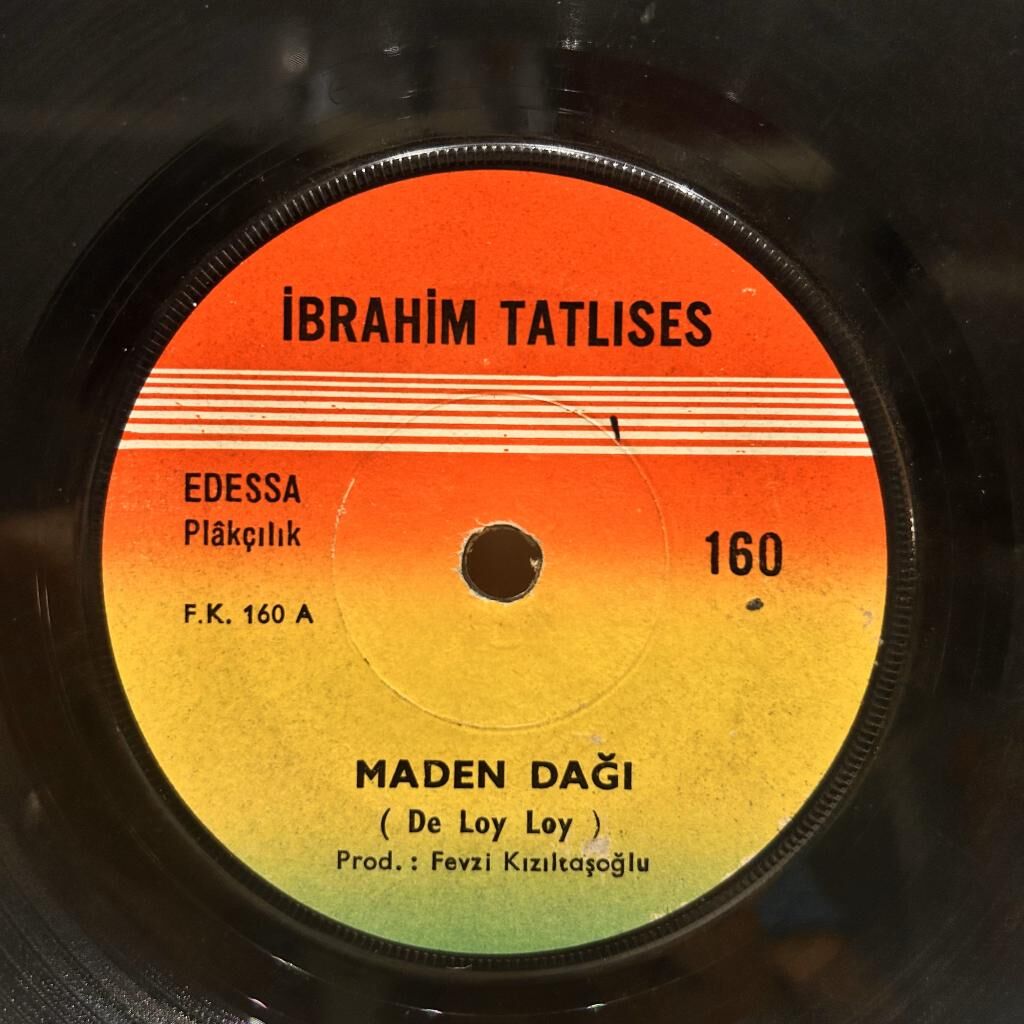 İBRAHİM TATLISES
EDESSA
Plâkçılık
160
F.K. 160 A
MADEN DAĞI
( De Loy Loy )
Prod. : Fevzi Kızıltaşoğlu